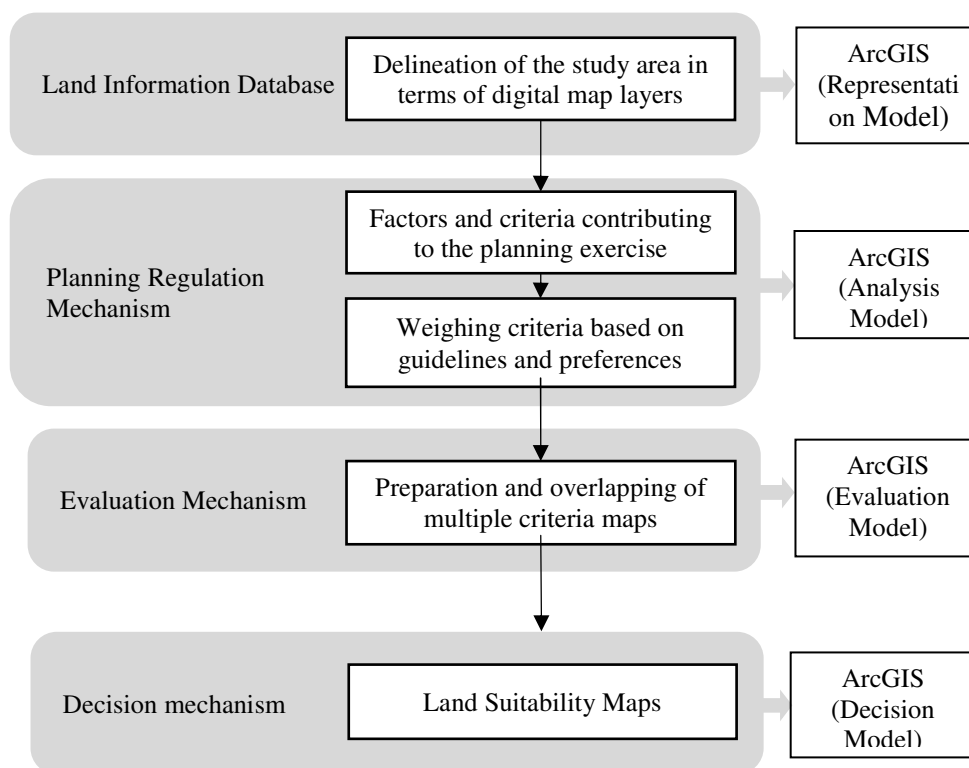 Land Information Database
Delineation of the study area in
terms of digital map layers
ArcGIS
(Representati
on Model)
Planning Regulation
Mechanism
Factors and criteria contributing
to the planning exercise
Weighing criteria based on
guidelines and preferences
ArcGIS
(Analysis
Model)
Evaluation Mechanism
Preparation and overlapping of
multiple criteria maps
ArcGIS
(Evaluation
Model)
Decision mechanism
Land Suitability Maps
ArcGIS
(Decision
Model)